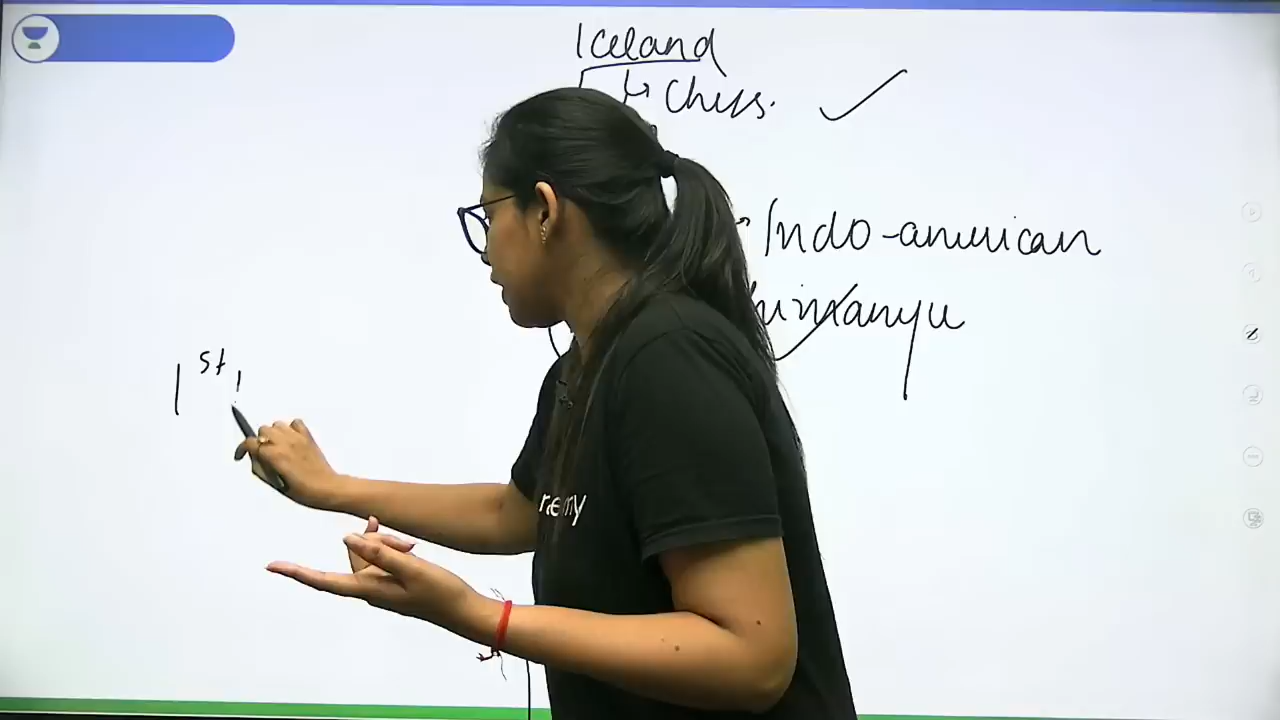 Iceland
↳ Chess.
Indo-american
1st